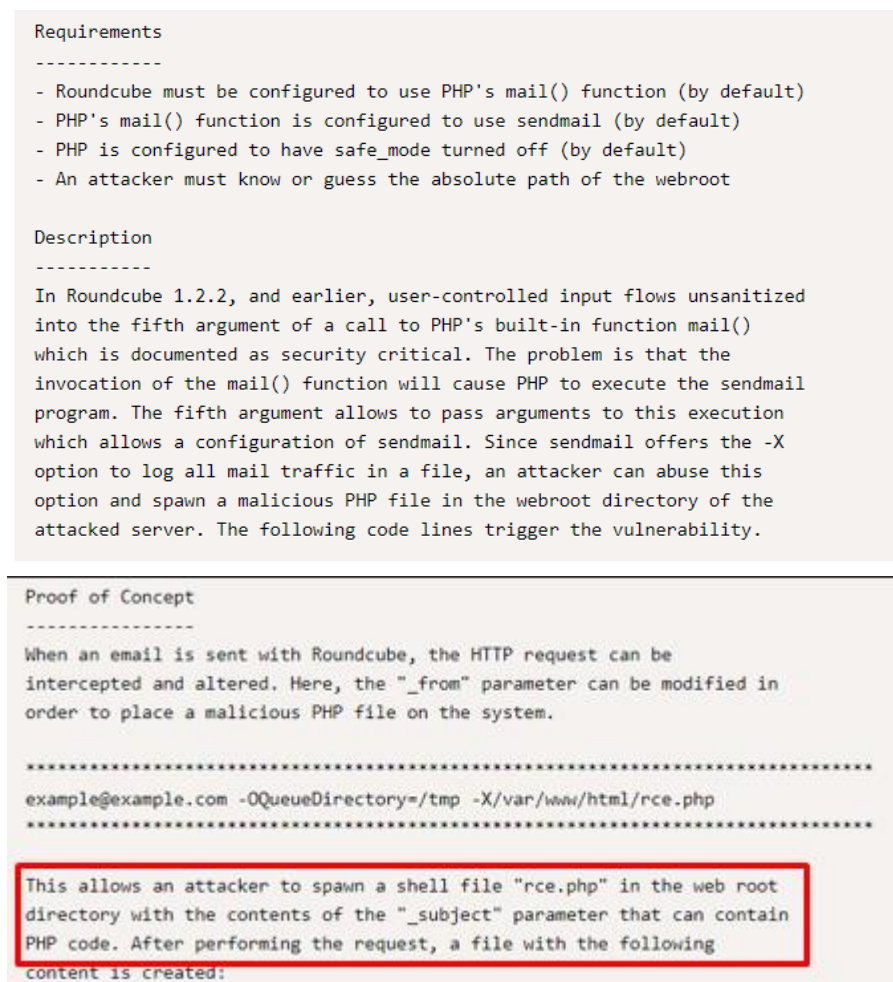 Requirements
------------
- Roundcube must be configured to use PHP's mail() function (by default)
- PHP's mail() function is configured to use sendmail (by default)
- PHP is configured to have safe_mode turned off (by default)
- An attacker must know or guess the absolute path of the webroot
Description
-----------
In Roundcube 1.2.2, and earlier, user-controlled input flows unsanitized
into the fifth argument of a call to PHP's built-in function mail()
which is documented as security critical. The problem is that the
invocation of the mail() function will cause PHP to execute the sendmail
program. The fifth argument allows to pass arguments to this execution
which allows a configuration of sendmail. Since sendmail offers the -X
option to log all mail traffic in a file, an attacker can abuse this
option and spawn a malicious PHP file in the webroot directory of the
attacked server. The following code lines trigger the vulnerability.
Proof of Concept
----------------
When an email is sent with Roundcube, the HTTP request can be
intercepted and altered. Here, the "_from" parameter can be modified in
order to place a malicious PHP file on the system.
********************************************************************************
example@example.com -OQueueDirectory=/tmp -X/var/www/html/rce.php
********************************************************************************
This allows an attacker to spawn a shell file "rce.php" in the web root
directory with the contents of the "_subject" parameter that can contain
PHP code. After performing the request, a file with the following
content is created: